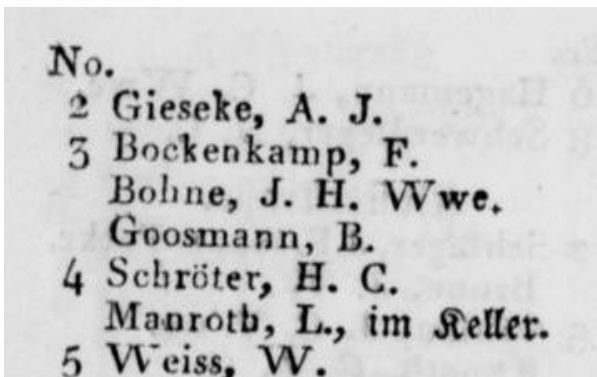 No.
2 Gieseke, A. J.
3 Bockenkamp, F.
Bohne, J. H. Wwe.
Goosmann, B.
4 Schröter, H. C.
Manroth, L., im Keller.
5 Weiss, W.